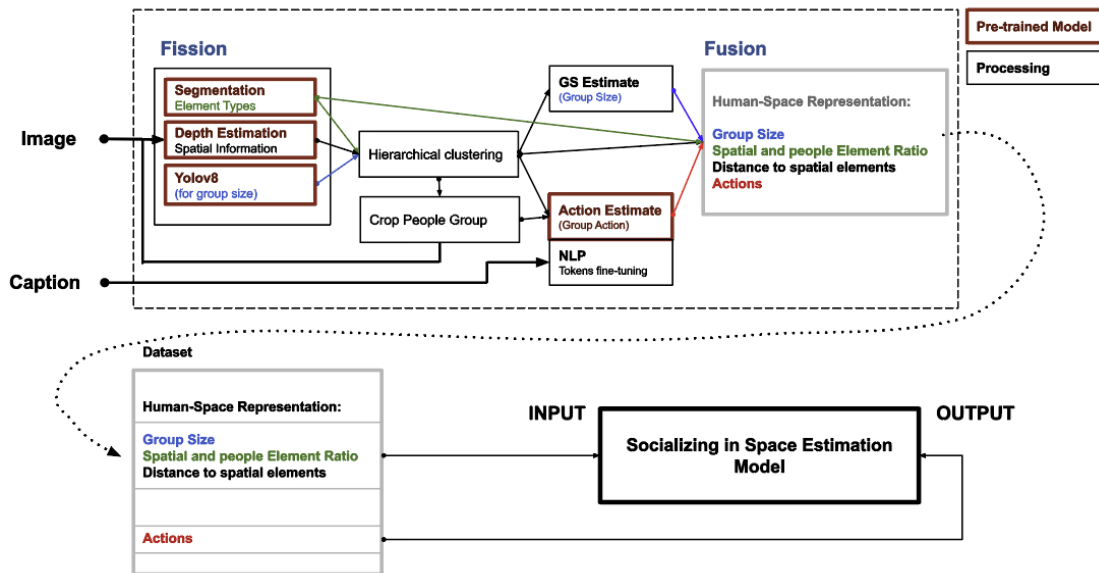 Pre-trained Model
Processing
Fission
Fusion
Segmentation
Element Types
Depth Estimation
Spatial Information
Yolov8
(for group size)
Image
Caption
Hierarchical clustering
Crop People Group
GS Estimate
(Group SIze)
Action Estimate
(Group Action)
NLP
Tokens fine-tuning
Human-Space Representation:
Group Size
Spatial and people Element Ratio
Distance to spatial elements
Actions
Dataset
Human-Space Representation:
Group Size
Spatial and people Element Ratio
Distance to spatial elements
Actions
INPUT
OUTPUT
Socializing in Space Estimation
Model